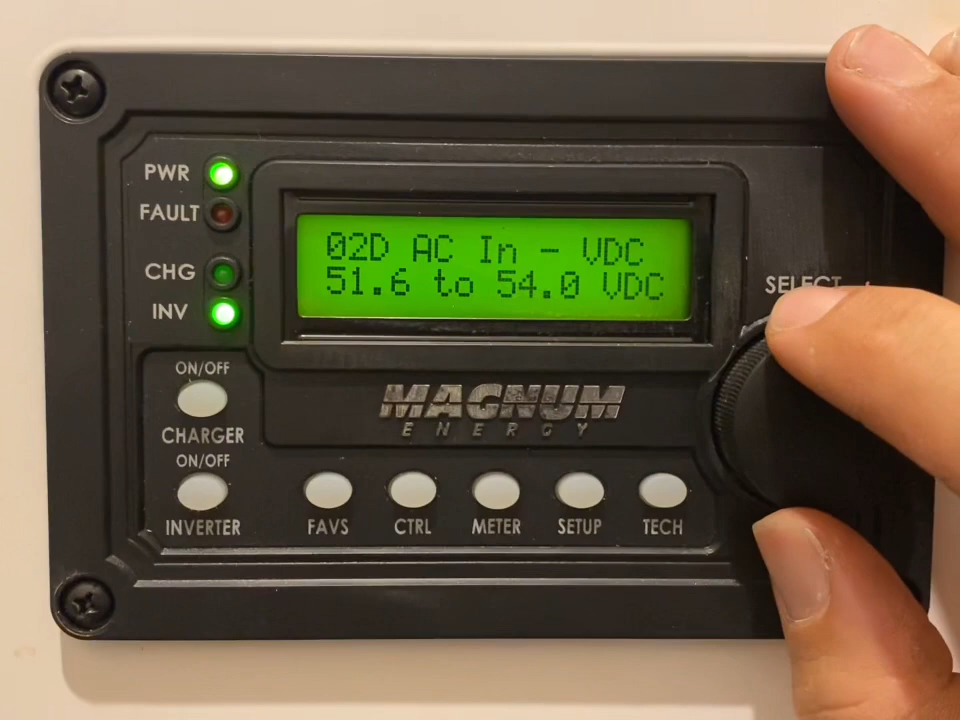 PWR
FAULT
CHG
INV
02D AC In - VDC
51.6 to 54.0 VDC
SELECT
ON/OFF
CHARGER
ON/OFF
INVERTER
MAGNUM
ENERGY
FAVS
CTRL
METER
SETUP
TECH